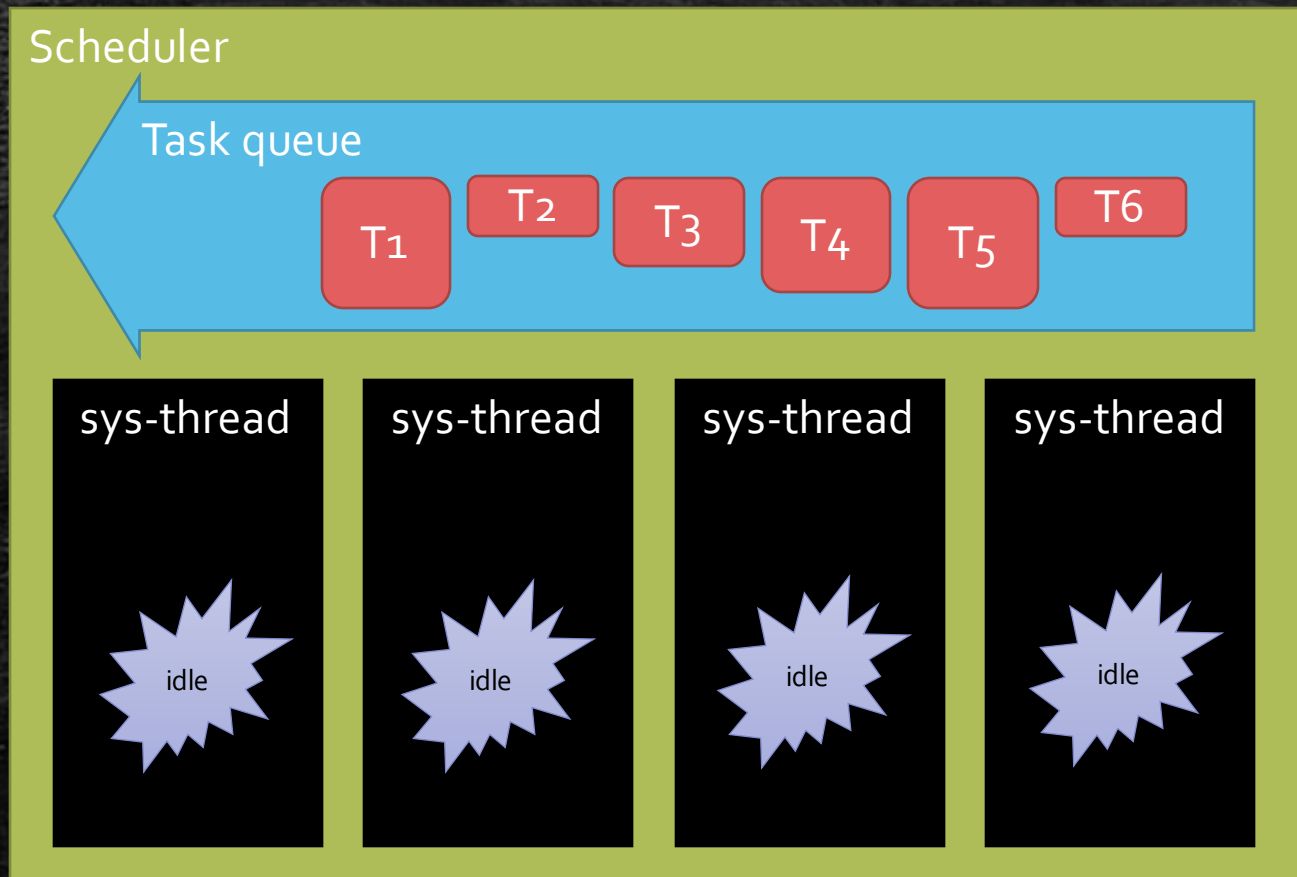 Scheduler
Task queue
T1
T2
T3
T4
T5
T6
sys-thread
sys-thread
sys-thread
sys-thread
idle
idle
idle
idle